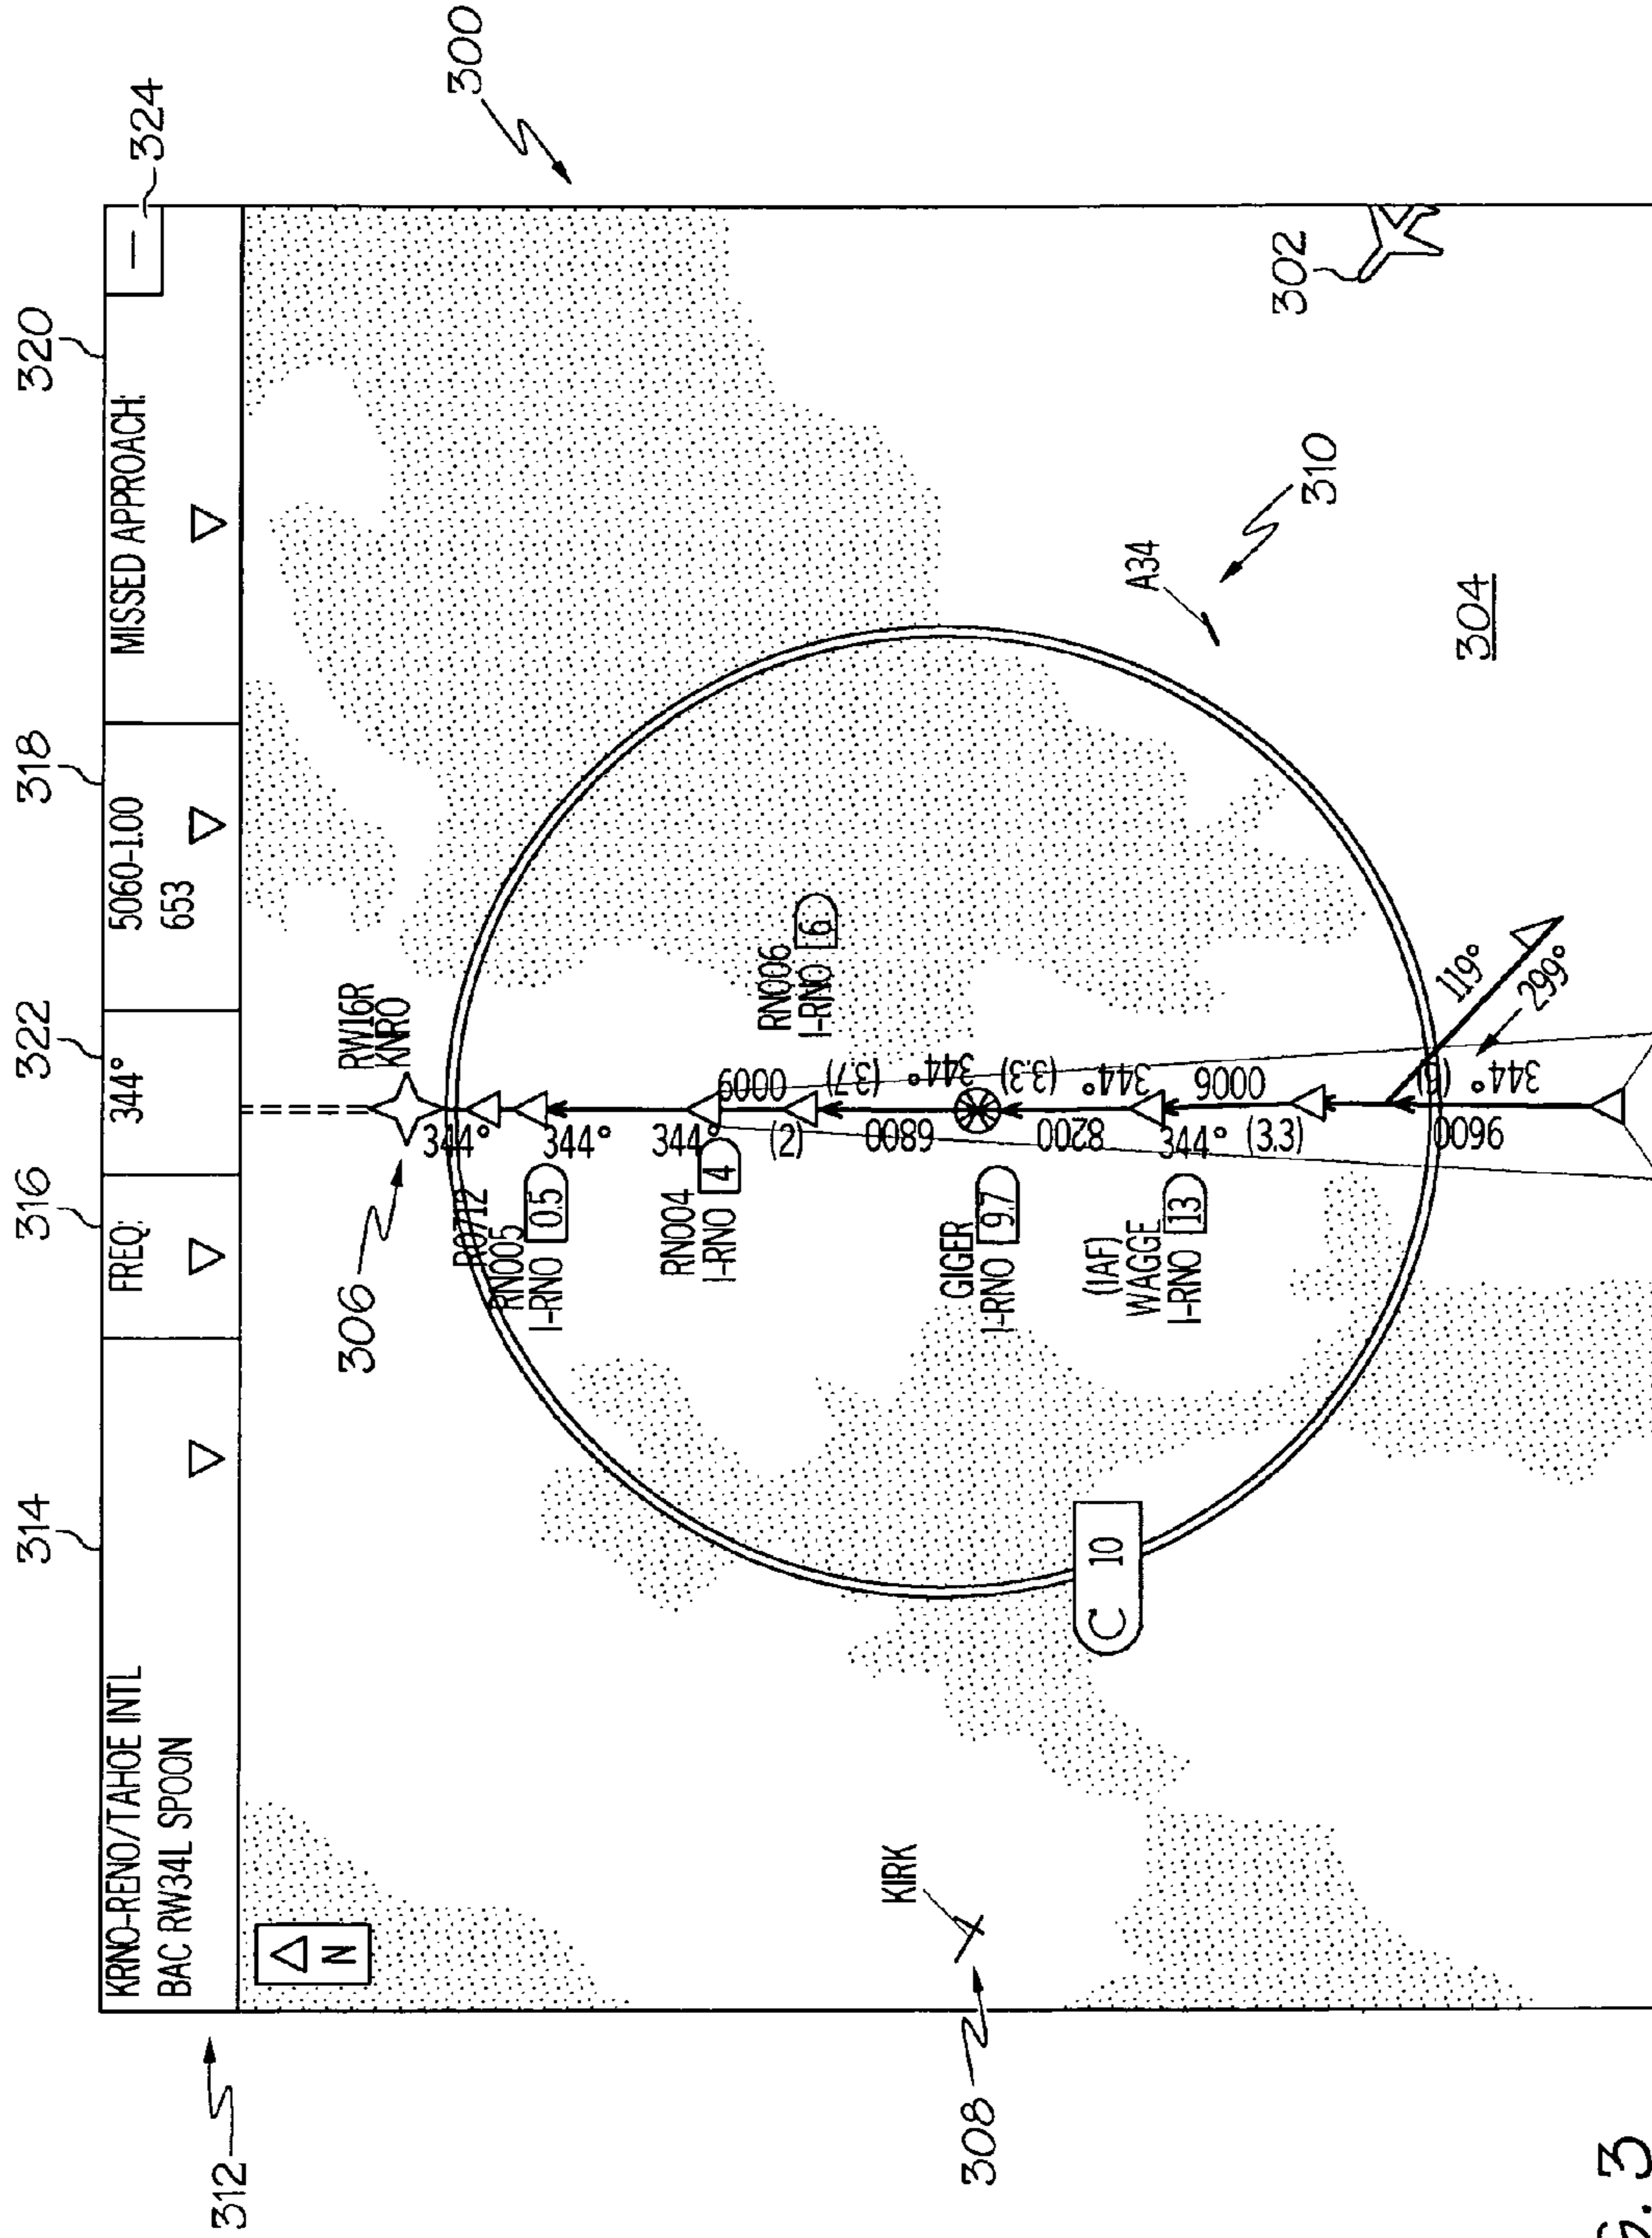 314
316
322
318
320
324
312
KRNO-RENO/TAHOE INTL
BAC RW34L SPOON
FREQ:
344°
5060-1.00
653
MISSED APPROACH:
300
N
306
RW16R
KNRO
344°
R0712
RN005
I-RNO 0.5
344°
RN004
I-RNO 4
344°
6000
(2)
RN006
I-RNO 6
6800
(3.7)
344°
KIRK
308
GIGER
I-RNO 9.7
(3.3)
8200
344°
C 10
(IAF)
WAGGE
I-RNO 13
344°
9000
(3.3)
A34
310
302
304
119°
299°
9600
344°
3